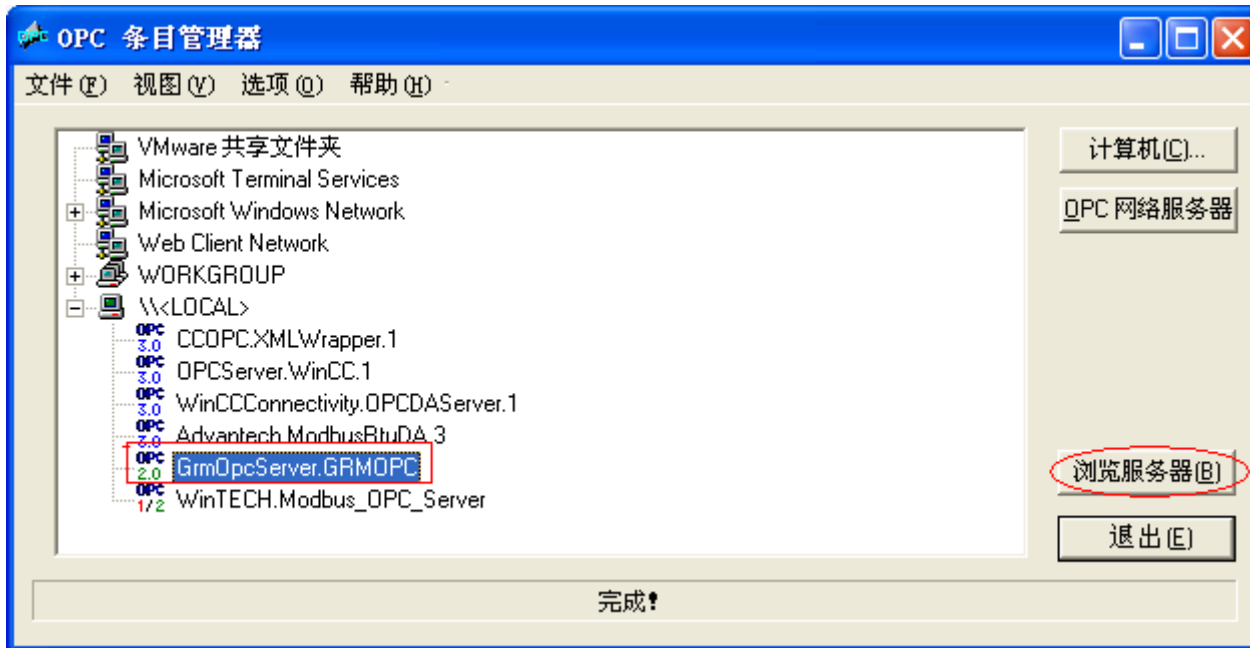 OPC 条目管理器
文件(F) 视图(V) 选项(O) 帮助(H)
VMware 共享文件夹
计算机(C)...
Microsoft Terminal Services
Microsoft Windows Network
OPC 网络服务器
Web Client Network
WORKGROUP
\\<LOCAL>
OPC 3.0 CCOPC.XMLWrapper.1
OPC 3.0 OPCServer.WinCC.1
OPC 3.0 WinCCConnectivity.OPCDAServer.1
OPC 3.0 Advantech.ModbusRtuDA.3
OPC 2.0 GrmOpcServer.GRMOPC
浏览服务器(B)
OPC 1/2 WinTECH.Modbus_OPC_Server
退出(E)
完成!